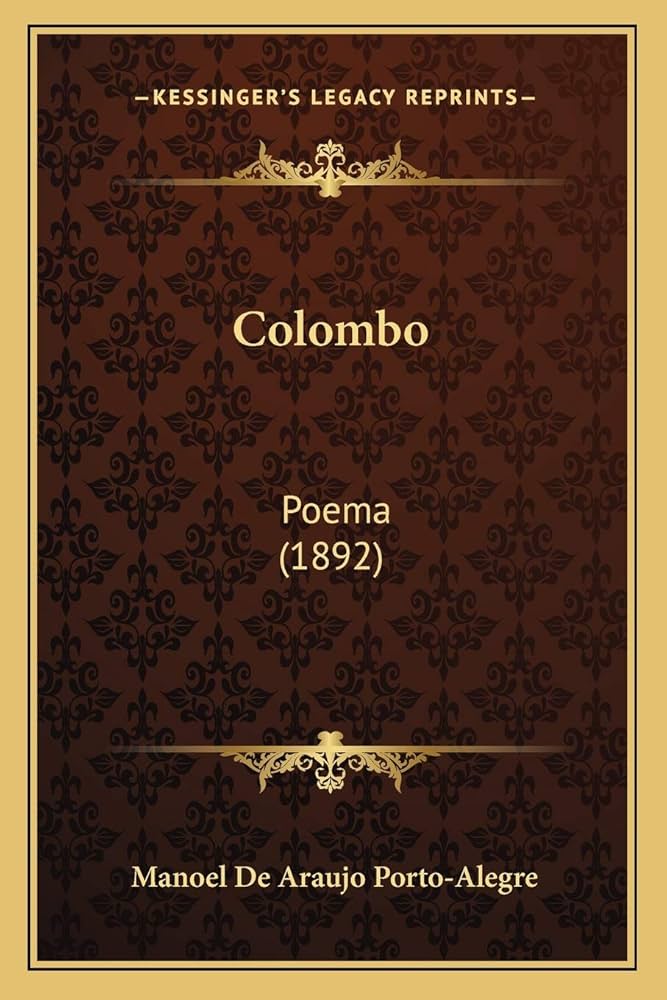 –KESSINGER'S LEGACY REPRINTS–
Colombo
Poema
(1892)
Manoel De Araujo Porto-Alegre